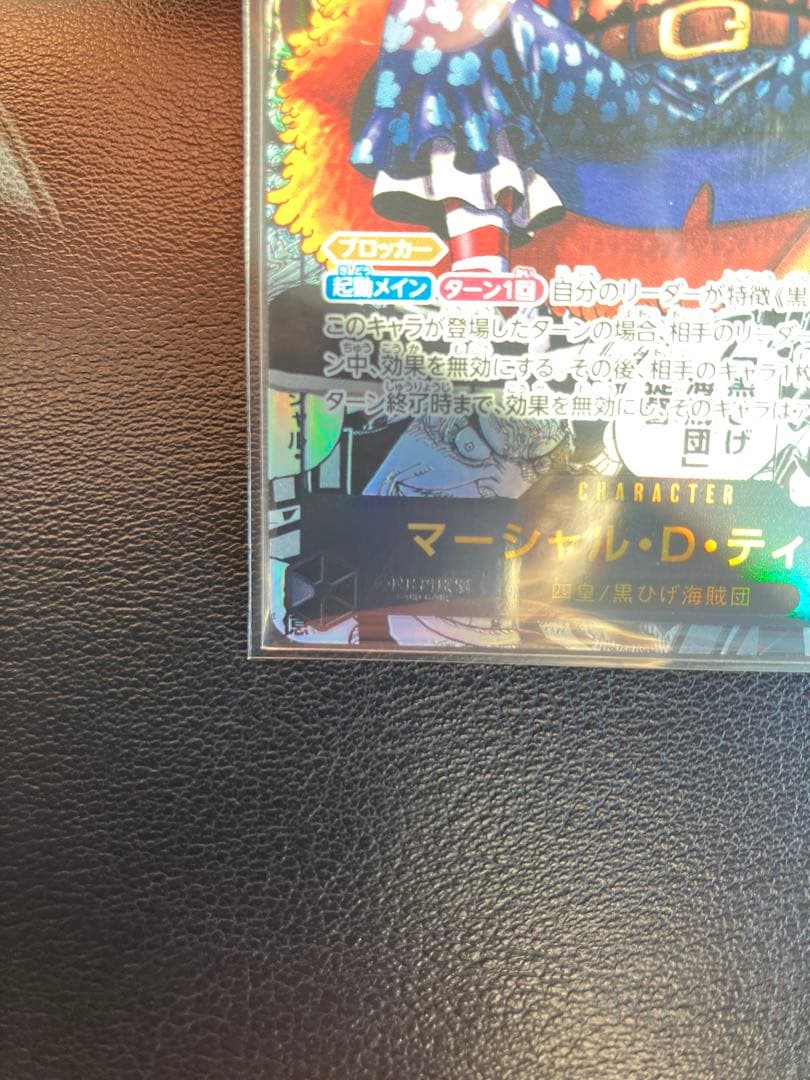 ブロッカー
起動メイン ターン1回 自分のリーダーが特徴《黒
このキャラが登場したターンの場合、相手のリーダ
ン中、効果を無効にする。その後、相手のキャラ1枚
ターン終了時まで、効果を無効にし、そのキャラは、
CHARACTER
マーシャル・D・ティ
四皇/黒ひげ海賊団